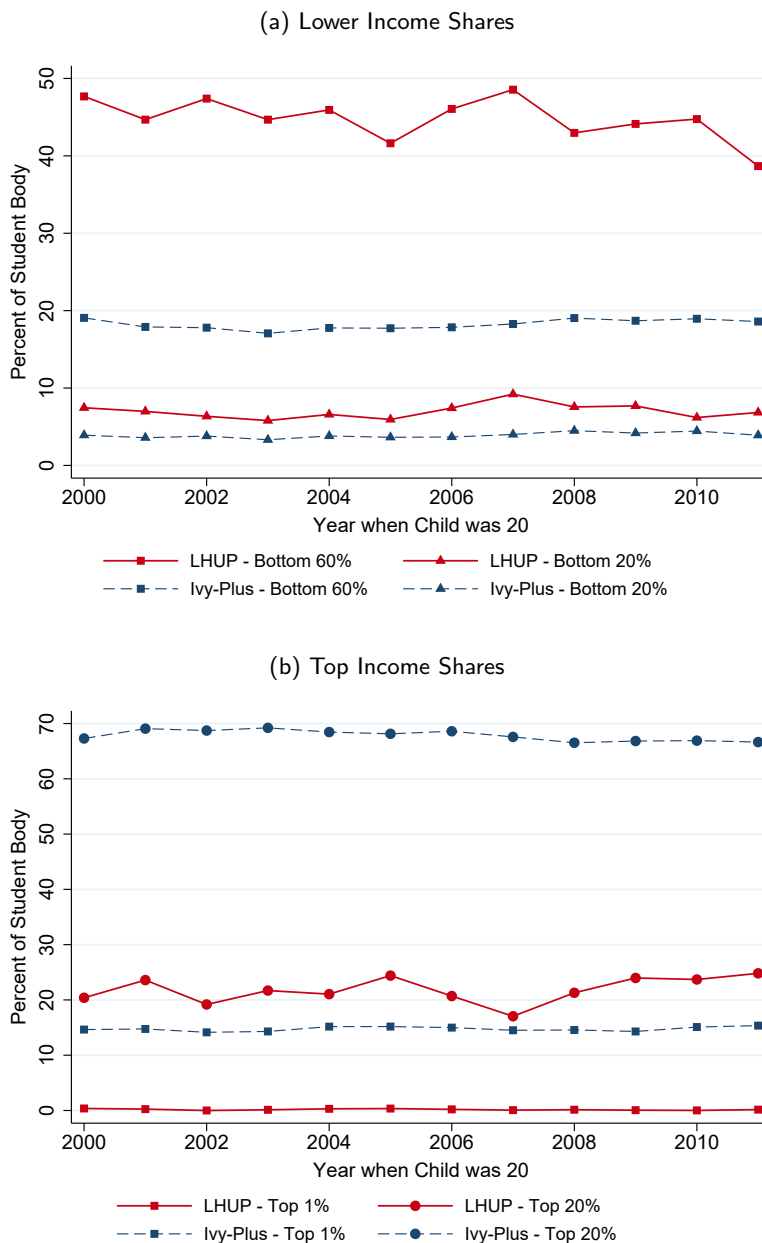 (a) Lower Income Shares
50
40
30
20
10
0
Percent of Student Body
2000 2002 2004 2006 2008 2010
Year when Child was 20
LHUP - Bottom 60% LHUP - Bottom 20%
Ivy-Plus - Bottom 60% Ivy-Plus - Bottom 20%
(b) Top Income Shares
70
60
50
40
30
20
10
0
Percent of Student Body
2000 2002 2004 2006 2008 2010
Year when Child was 20
LHUP - Top 1% LHUP - Top 20%
Ivy-Plus - Top 1% Ivy-Plus - Top 20%